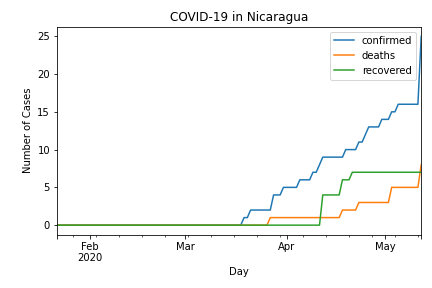 COVID-19 in Nicaragua
confirmed
deaths
recovered
Number of Cases
25
20
15
10
5
0
Feb
2020
Mar
Apr
May
Day